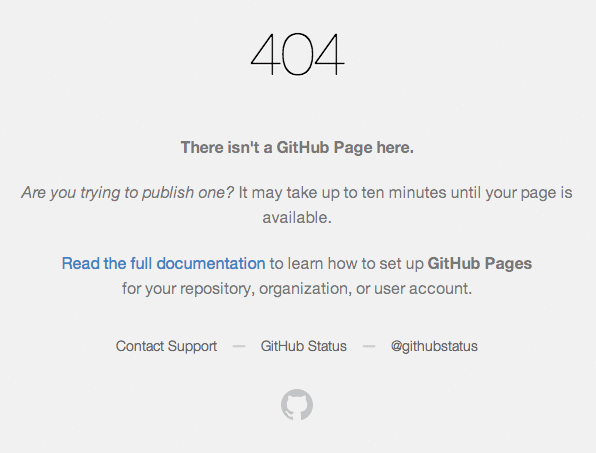 404
There isn't a GitHub Page here.
Are you trying to publish one? It may take up to ten minutes until your page is
available.
Read the full documentation to learn how to set up GitHub Pages
for your repository, organization, or user account.
Contact Support — GitHub Status — @githubstatus